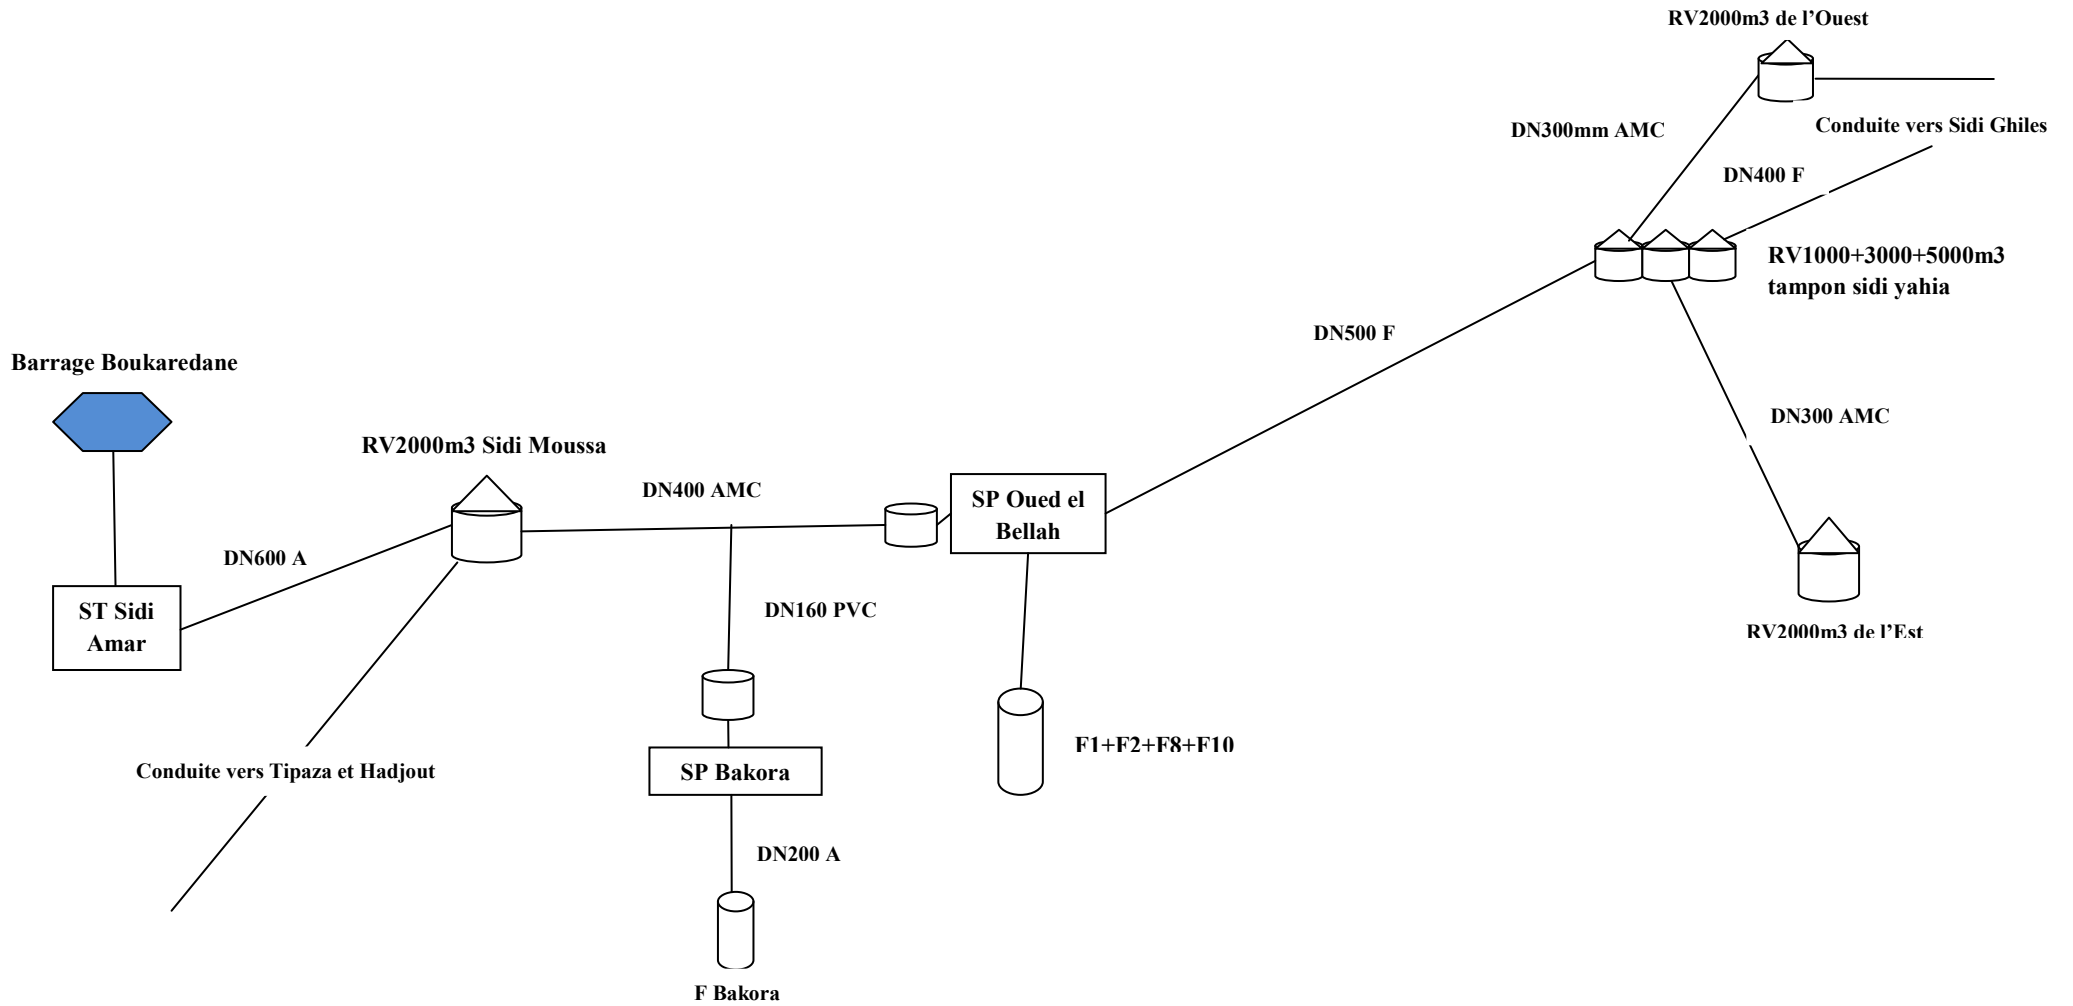 RV2000m3 de l’Ouest
DN300mm AMC
Conduite vers Sidi Ghiles
DN400 F
RV1000+3000+5000m3
tampon sidi yahia
DN500 F
Barrage Boukaredane
DN300 AMC
RV2000m3 Sidi Moussa
DN400 AMC
SP Oued el
Bellah
DN600 A
ST Sidi
Amar
DN160 PVC
RV2000m3 de l’Est
F1+F2+F8+F10
Conduite vers Tipaza et Hadjout
SP Bakora
DN200 A
F Bakora